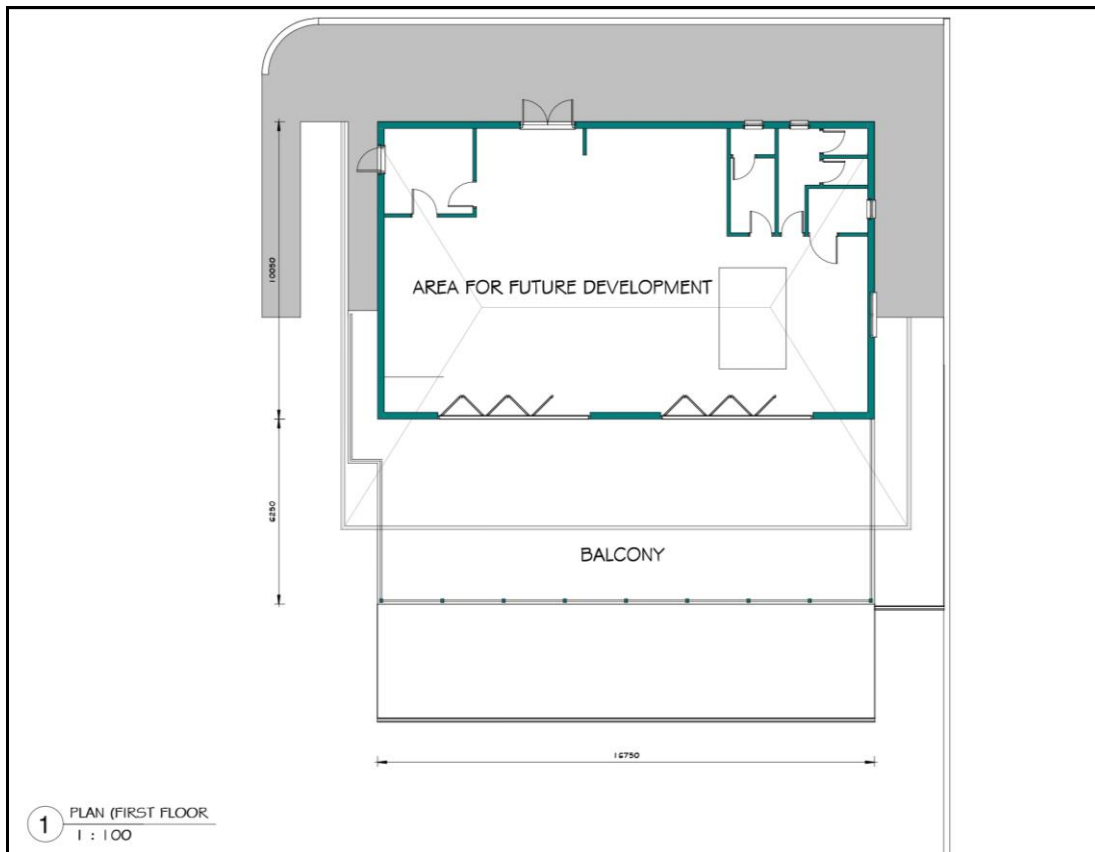 10050
AREA FOR FUTURE DEVELOPMENT
6250
BALCONY
16750
1
PLAN (FIRST FLOOR
1 : 100